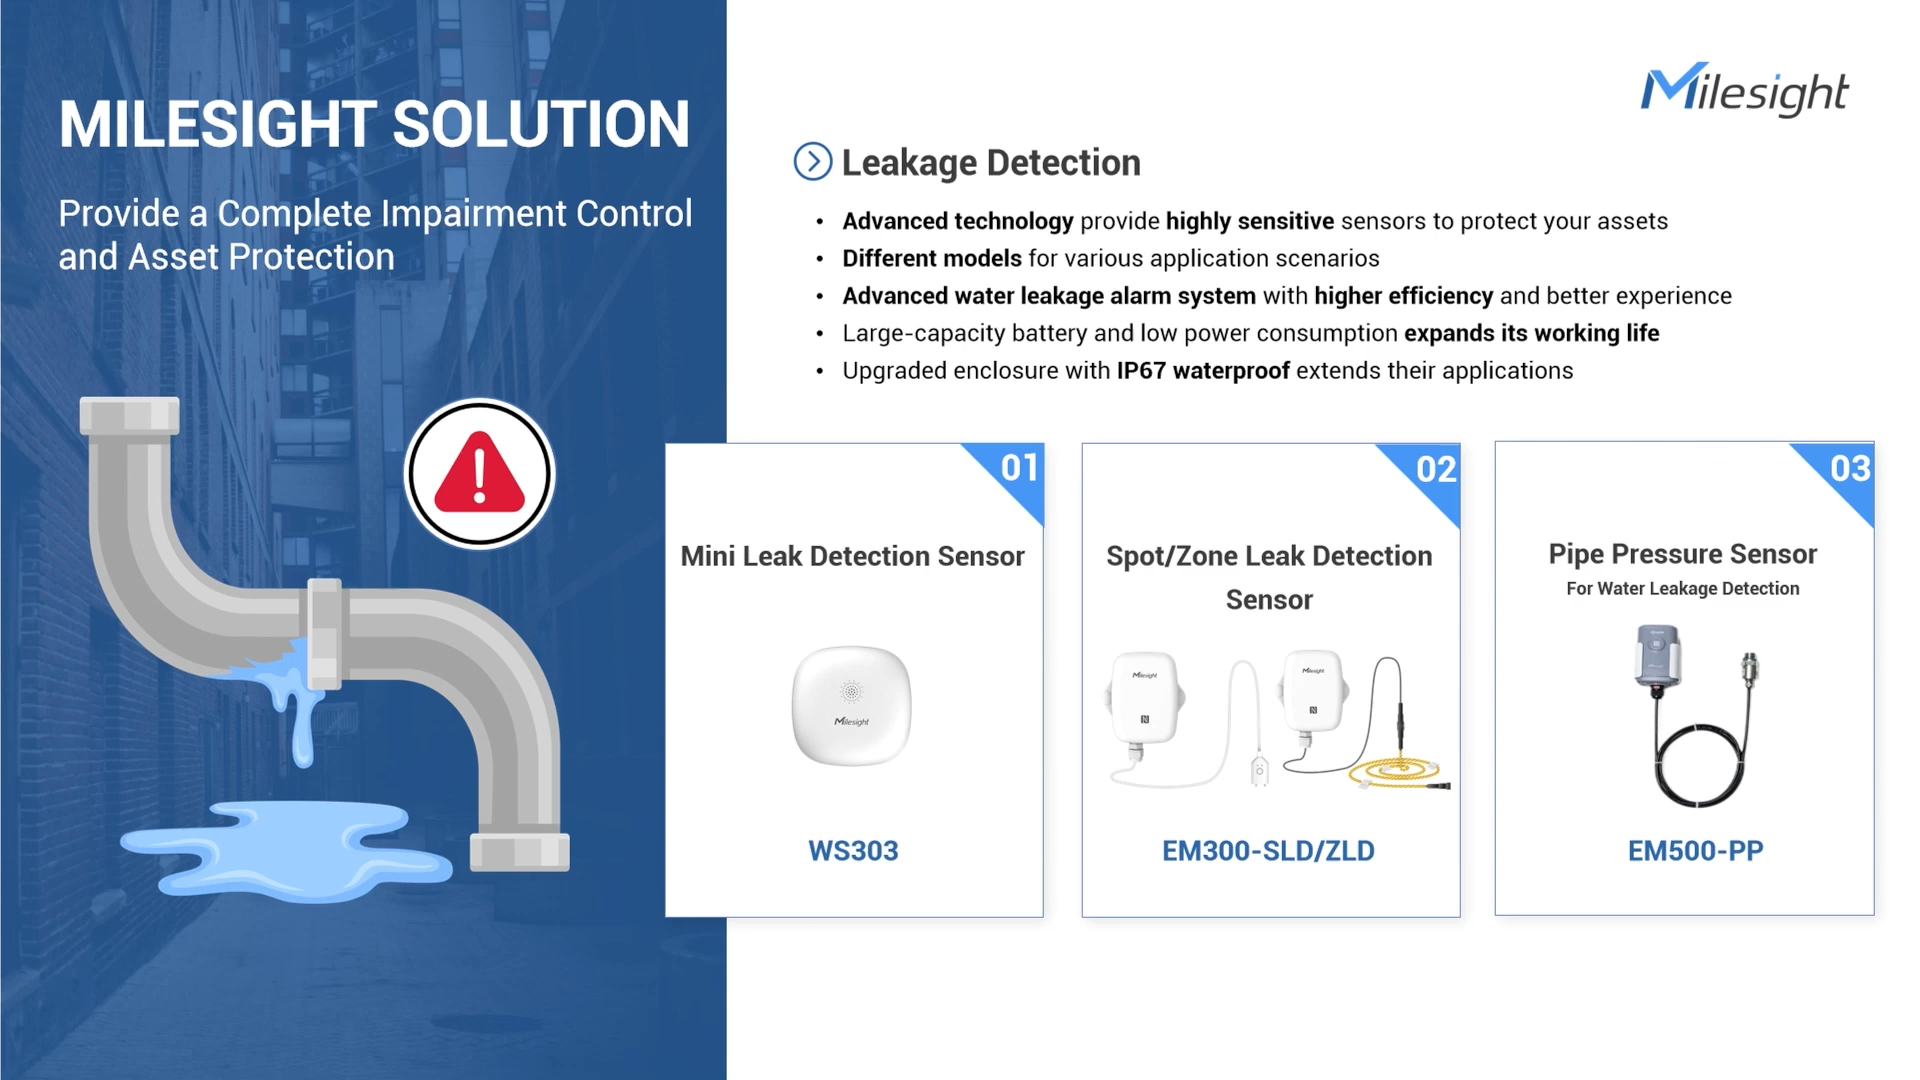 MILESIGHT SOLUTION
Provide a Complete Impairment Control
and Asset Protection
Milesight
Leakage Detection
• Advanced technology provide highly sensitive sensors to protect your assets
• Different models for various application scenarios
• Advanced water leakage alarm system with higher efficiency and better experience
• Large-capacity battery and low power consumption expands its working life
• Upgraded enclosure with IP67 waterproof extends their applications
01
Mini Leak Detection Sensor
Milesight
WS303
02
Spot/Zone Leak Detection
Sensor
Milesight
Milesight
EM300-SLD/ZLD
03
Pipe Pressure Sensor
For Water Leakage Detection
EM500-PP